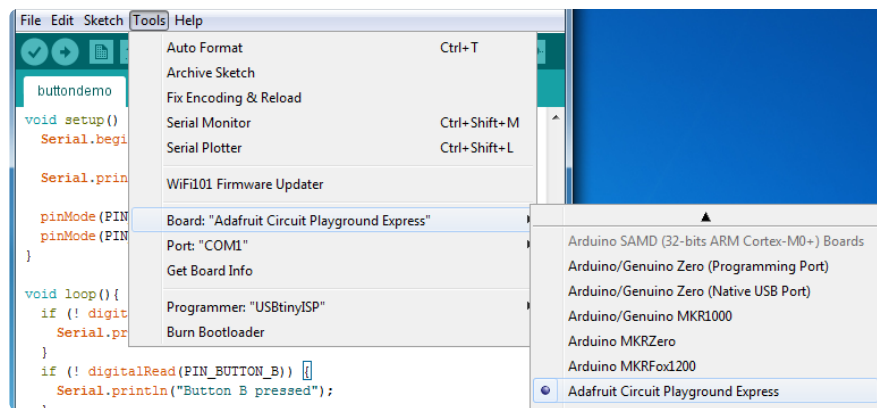 File Edit Sketch Tools Help
Auto Format Ctrl+T
Archive Sketch
Fix Encoding & Reload
Serial Monitor Ctrl+Shift+M
Serial Plotter Ctrl+Shift+L
WiFi101 Firmware Updater
Board: "Adafruit Circuit Playground Express"
Port: "COM1"
Get Board Info
Programmer: "USBtinyISP"
Burn Bootloader
buttondemo
void setup()
Serial.begi
Serial.prin
pinMode(PIN
pinMode(PIN
}
void loop(){
if (! digit
Serial.pr
}
if (! digitalRead(PIN_BUTTON_B)) {
Serial.println("Button B pressed");
Arduino SAMD (32-bits ARM Cortex-M0+) Boards
Arduino/Genuino Zero (Programming Port)
Arduino/Genuino Zero (Native USB Port)
Arduino/Genuino MKR1000
Arduino MKRZero
Arduino MKRFox1200
Adafruit Circuit Playground Express